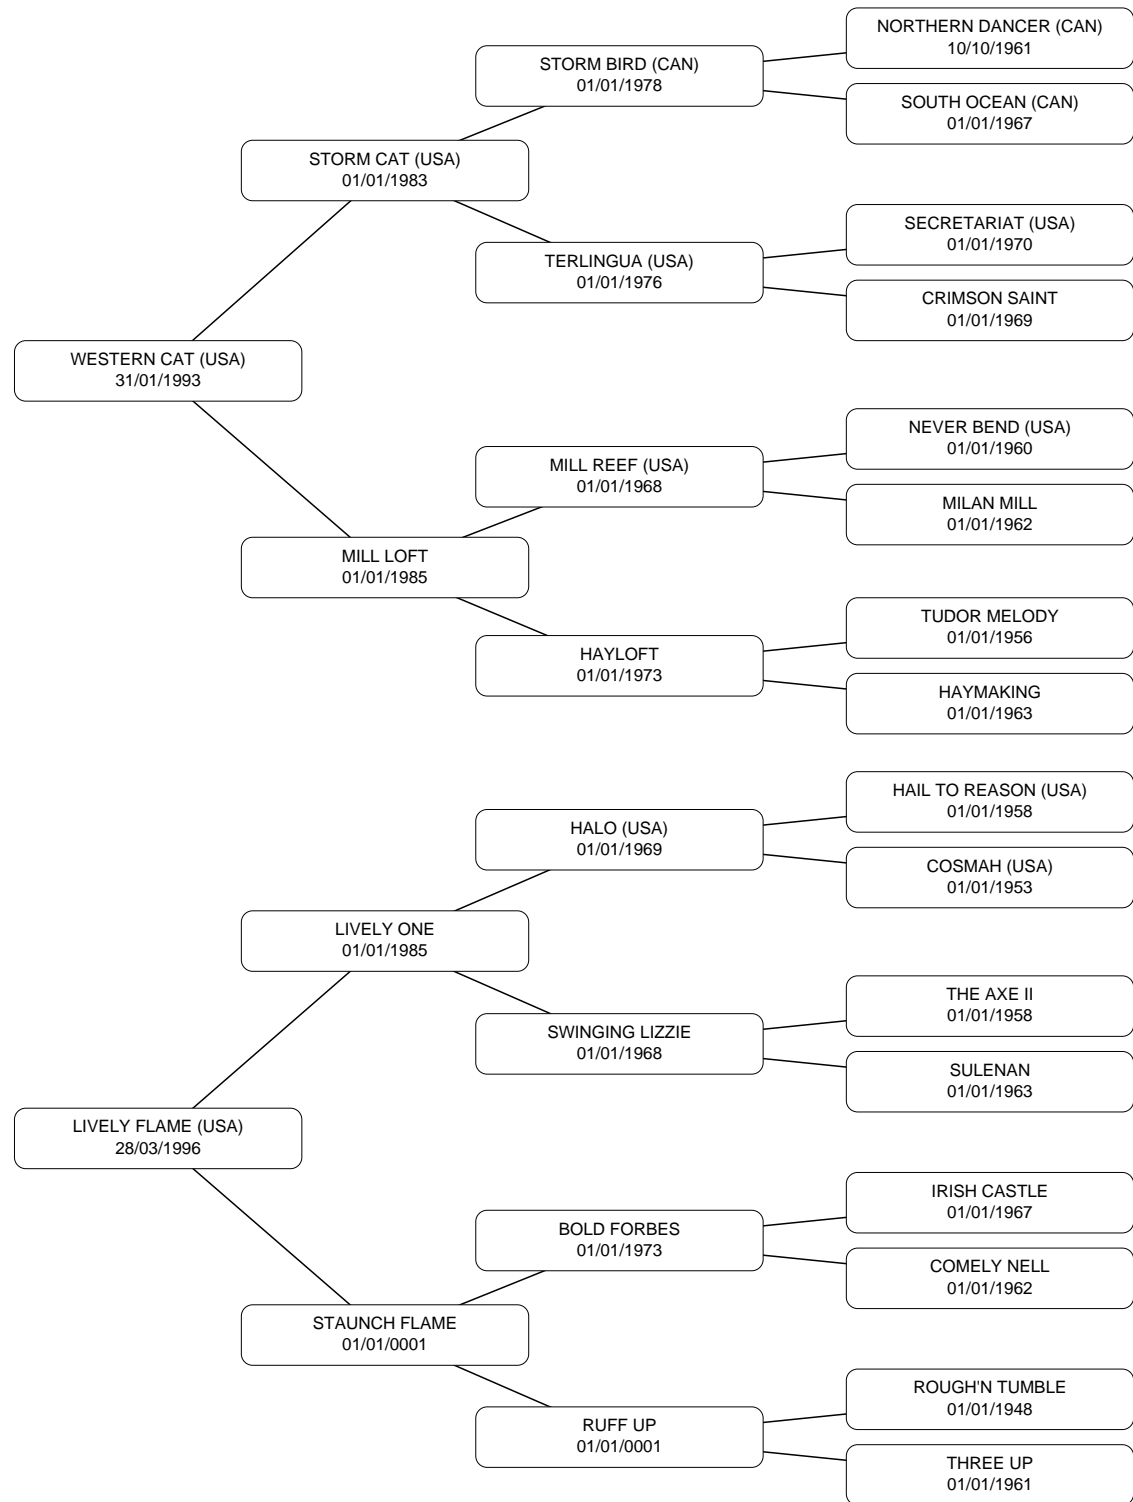 NORTHERN DANCER (CAN)
10/10/1961
STORM BIRD (CAN)
01/01/1978
SOUTH OCEAN (CAN)
01/01/1967
STORM CAT (USA)
01/01/1983
SECRETARIAT (USA)
01/01/1970
TERLINGUA (USA)
01/01/1976
CRIMSON SAINT
01/01/1969
WESTERN CAT (USA)
31/01/1993
NEVER BEND (USA)
01/01/1960
MILL REEF (USA)
01/01/1968
MILAN MILL
01/01/1962
MILL LOFT
01/01/1985
TUDOR MELODY
01/01/1956
HAYLOFT
01/01/1973
HAYMAKING
01/01/1963
HAIL TO REASON (USA)
01/01/1958
HALO (USA)
01/01/1969
COSMAH (USA)
01/01/1953
LIVELY ONE
01/01/1985
THE AXE II
01/01/1958
SWINGING LIZZIE
01/01/1968
SULENAN
01/01/1963
LIVELY FLAME (USA)
28/03/1996
IRISH CASTLE
01/01/1967
BOLD FORBES
01/01/1973
COMELY NELL
01/01/1962
STAUNCH FLAME
01/01/0001
ROUGH'N TUMBLE
01/01/1948
RUFF UP
01/01/0001
THREE UP
01/01/1961